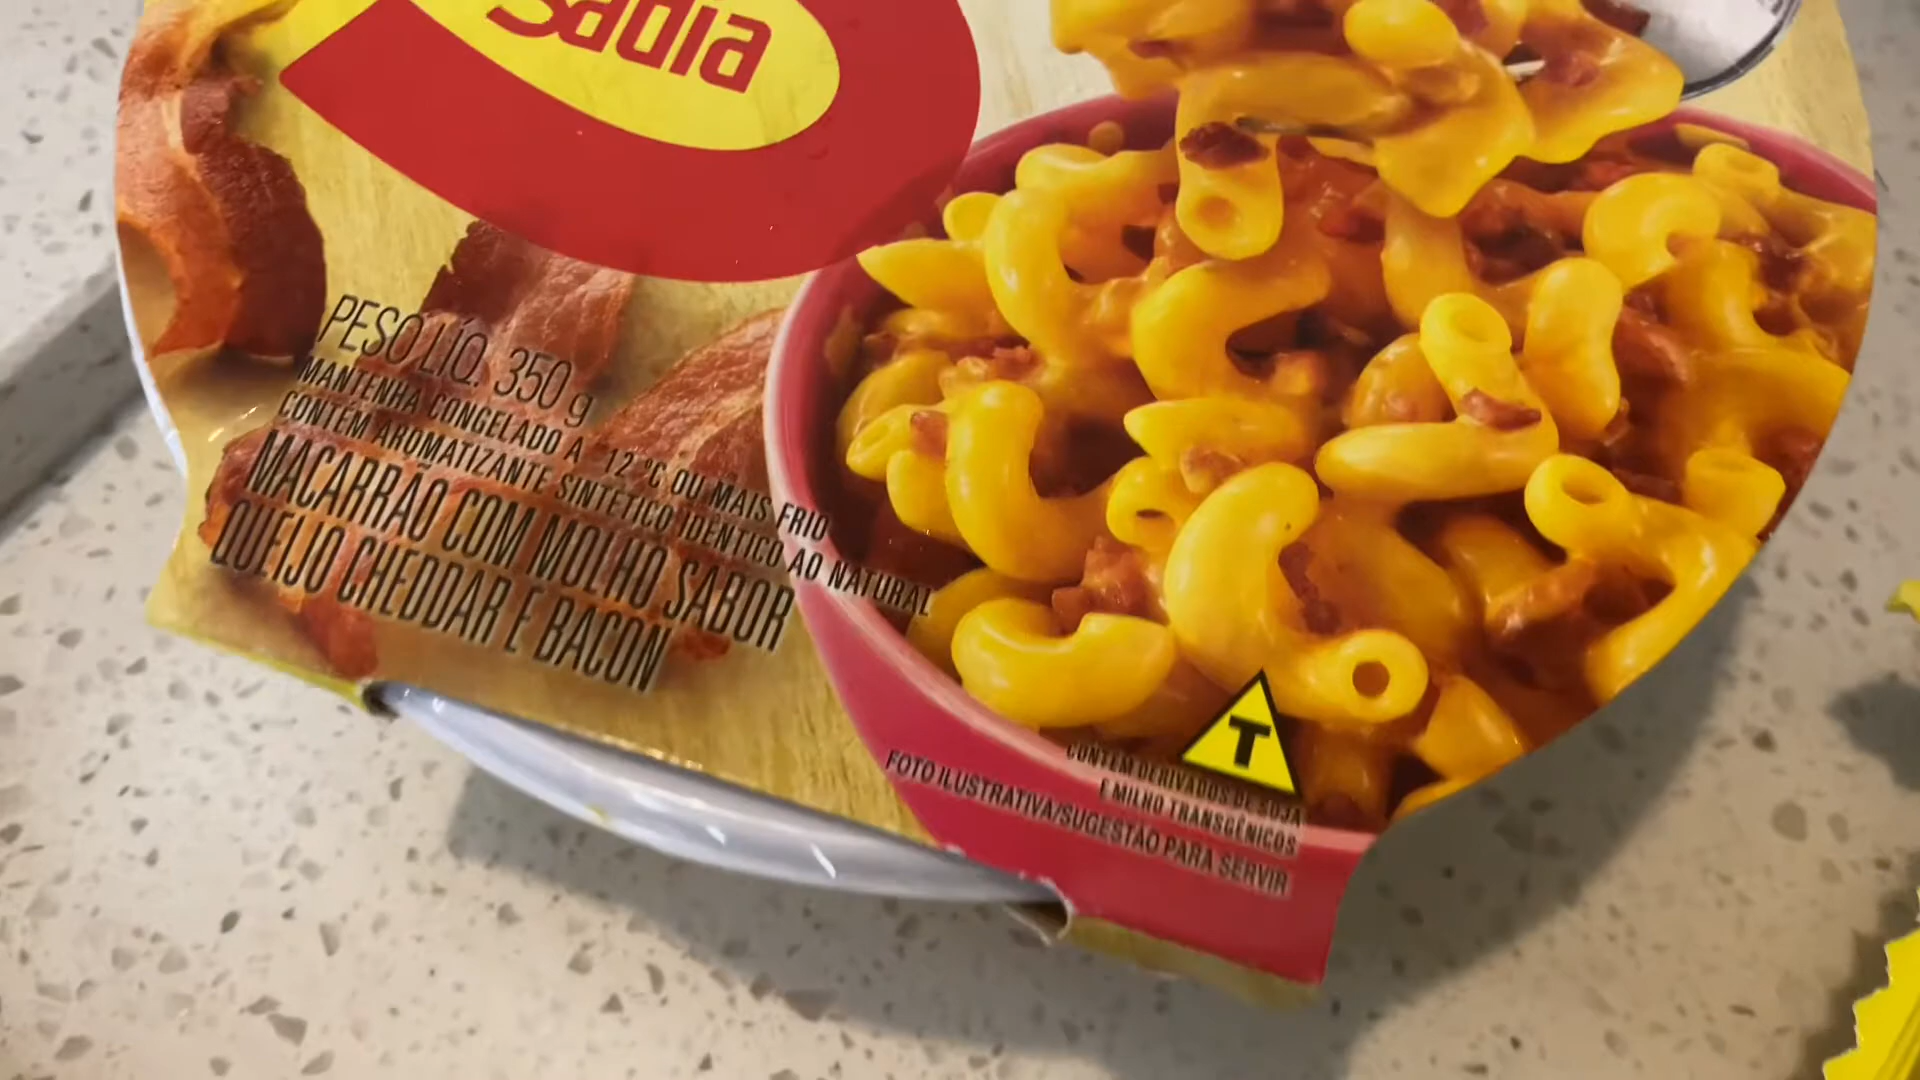 Sadia
PESO LÍQ. 350 g
MANTENHA CONGELADO A -12 °C OU MAIS FRIO
CONTÉM AROMATIZANTE SINTÉTICO IDÊNTICO AO NATURAL
MACARRÃO COM MOLHO SABOR
QUEIJO CHEDDAR E BACON
T
CONTÉM DERIVADOS DE SOJA
E MILHO TRANSGÊNICOS
FOTO ILUSTRATIVA/SUGESTÃO PARA SERVIR